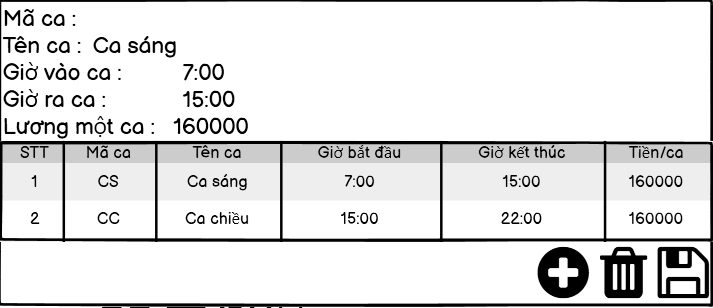 Mã ca :
Tên ca : Ca sáng
Giờ vào ca : 7:00
Giờ ra ca : 15:00
Lương một ca : 160000
STT Mã ca Tên ca Giờ bắt đầu Giờ kết thúc Tiền/ca
1 CS Ca sáng 7:00 15:00 160000
2 CC Ca chiều 15:00 22:00 160000